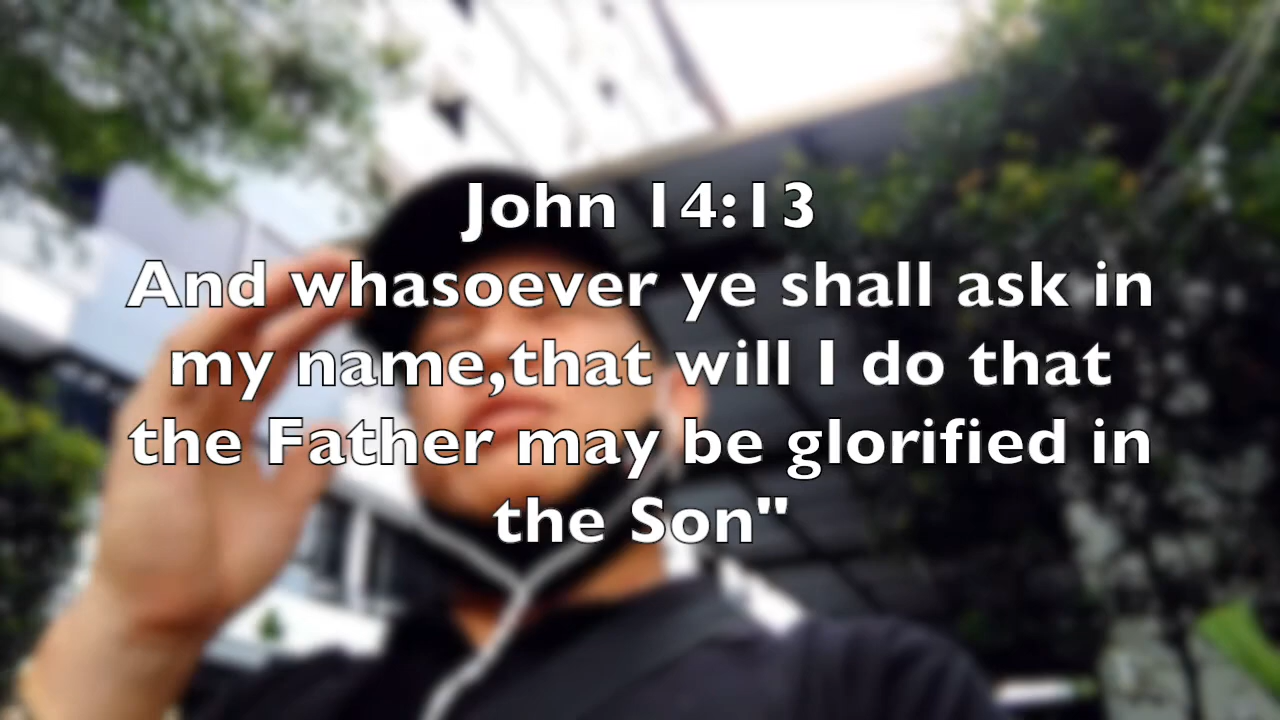 John 14:13
And whasoever ye shall ask in
my name,that will I do that
the Father may be glorified in
the Son"